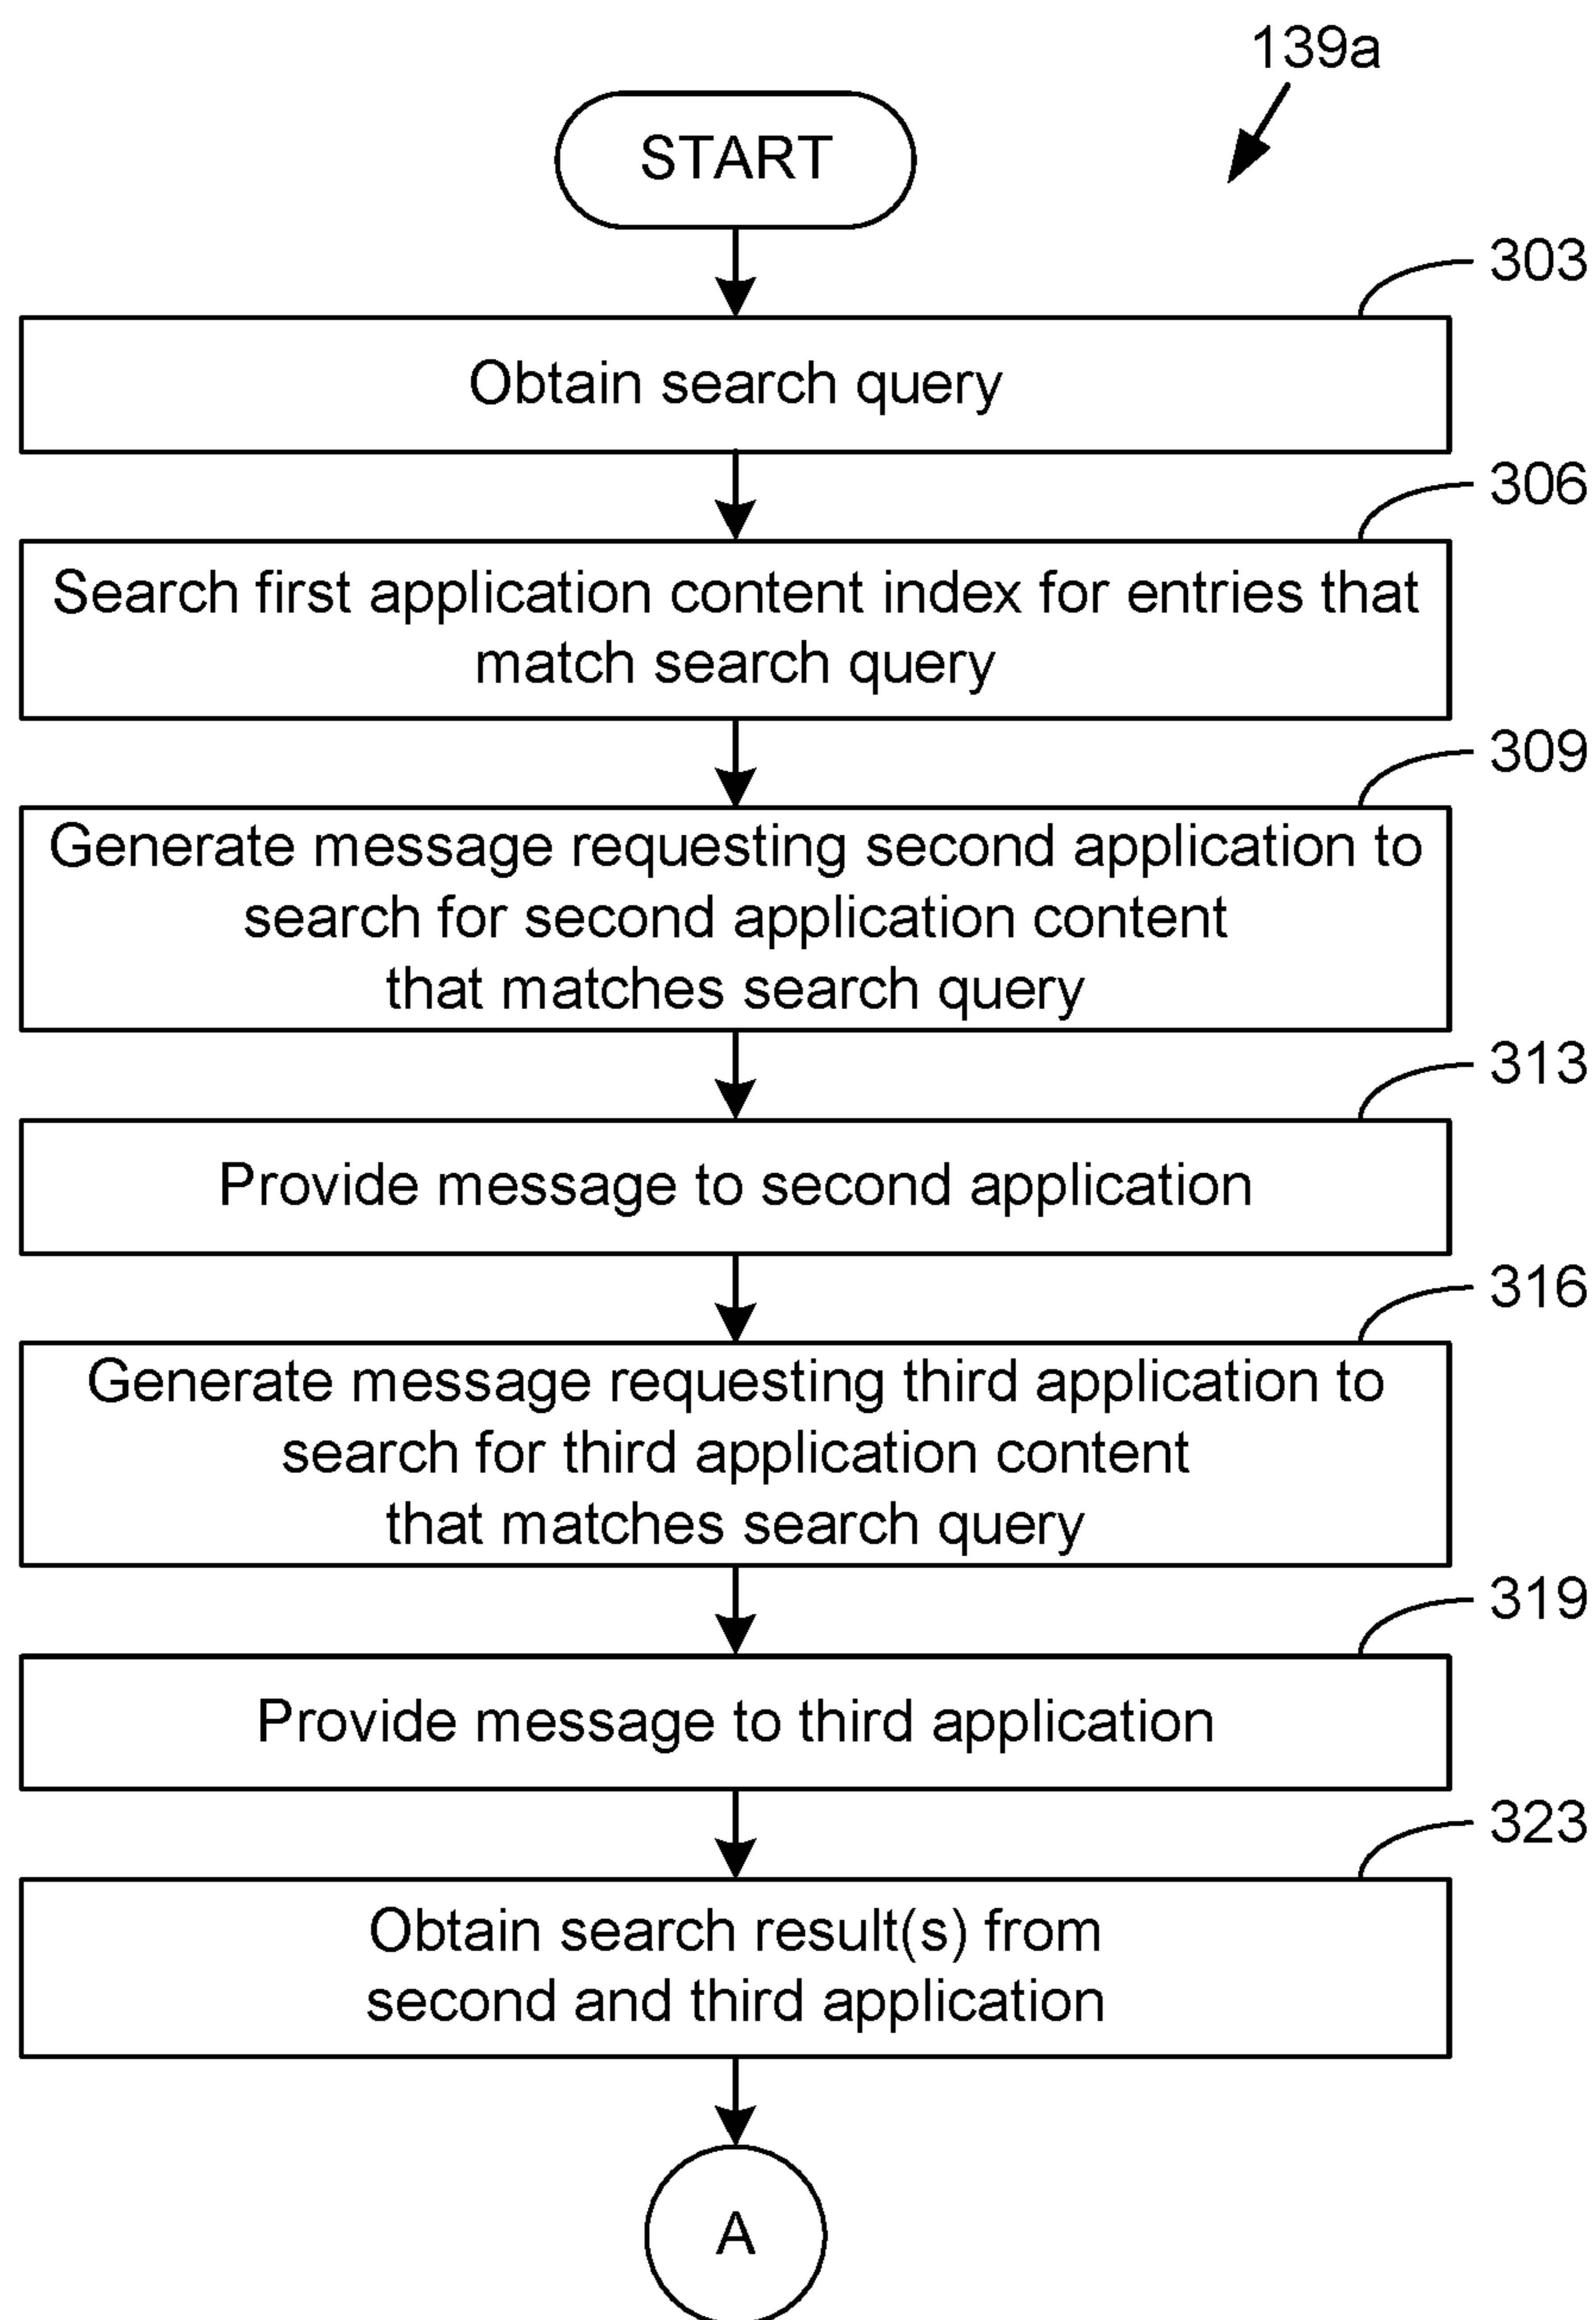 139a
START
303
Obtain search query
306
Search first application content index for entries that
match search query
309
Generate message requesting second application to
search for second application content
that matches search query
313
Provide message to second application
316
Generate message requesting third application to
search for third application content
that matches search query
319
Provide message to third application
323
Obtain search result(s) from
second and third application
A